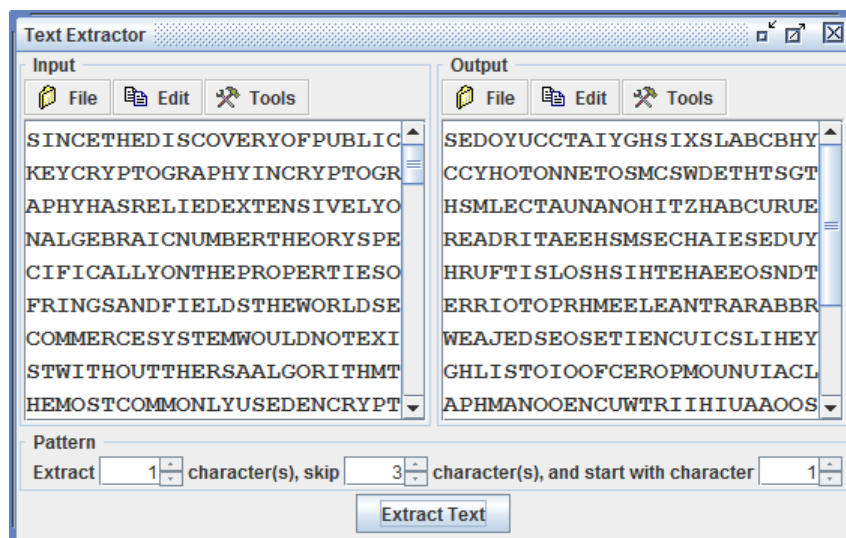 Text Extractor
Input
File Edit Tools
SINCETHEDISCOVERYOFPUBLIC
KEYCRYPTOGRAPHYINCRYPTOGR
APHYHASRELIEDEXTENSIVELYO
NALGEBRAICNUMBERTHEORYSPE
CIFICALLYONTHEPROPERTIESO
FRINGSANDFIELDSTHEWORLDSE
COMMERCESYSTEMWOULDNOTEXI
STWITHOUTTHERSAALGORITHMT
HEMOSTCOMMONLYUSEDENCRYPT
Output
File Edit Tools
SEDOYUCCTAIYGHSIXSLABCBHY
CCYHOTONNETOSMCSWDETHTSGT
HSMLECTAUNANOHITZHABCURUE
READRITAEEHSMSECHAIESEDUY
HRUFTISLOSHSIHTEHAEEOSNDT
ERRIOTOPRHMEELEANTRARABBR
WEAJEDSEOSETIENCUICSLIHEY
GHLISTOIOOFCEROPMOUNUIACL
APHMANOOENCUWTRIIHIUAAOOS
Pattern
Extract 1 character(s), skip 3 character(s), and start with character 1
Extract Text